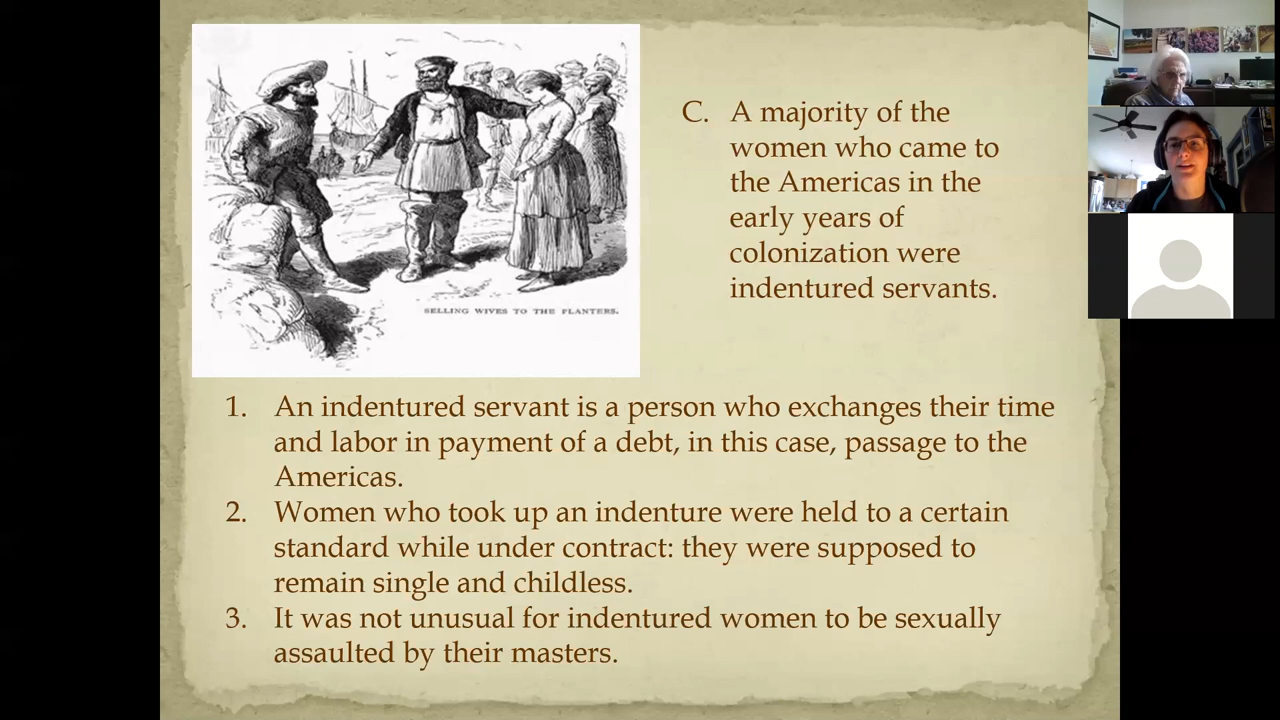 SELLING WIVES TO THE PLANTERS.
C. A majority of the
women who came to
the Americas in the
early years of
colonization were
indentured servants.
1. An indentured servant is a person who exchanges their time
and labor in payment of a debt, in this case, passage to the
Americas.
2. Women who took up an indenture were held to a certain
standard while under contract: they were supposed to
remain single and childless.
3. It was not unusual for indentured women to be sexually
assaulted by their masters.